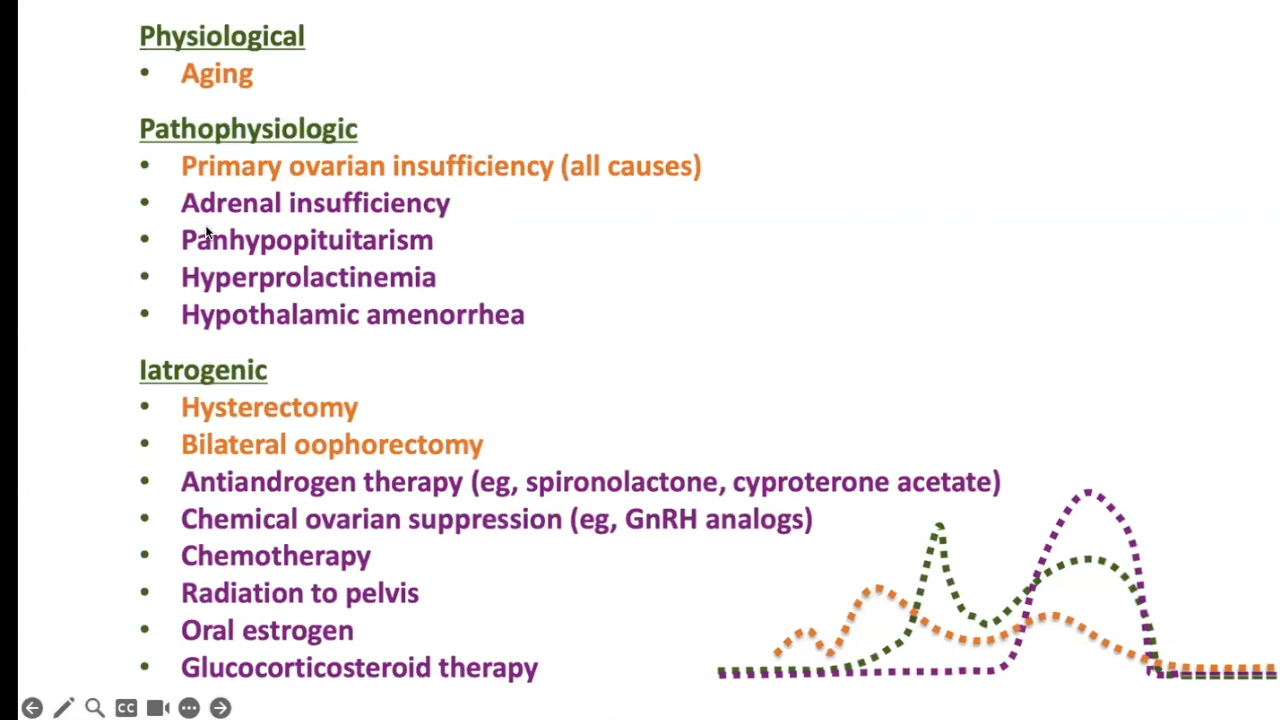 Physiological
• Aging
Pathophysiologic
• Primary ovarian insufficiency (all causes)
• Adrenal insufficiency
• Panhypopituitarism
• Hyperprolactinemia
• Hypothalamic amenorrhea
Iatrogenic
• Hysterectomy
• Bilateral oophorectomy
• Antiandrogen therapy (eg, spironolactone, cyproterone acetate)
• Chemical ovarian suppression (eg, GnRH analogs)
• Chemotherapy
• Radiation to pelvis
• Oral estrogen
• Glucocorticosteroid therapy
CC